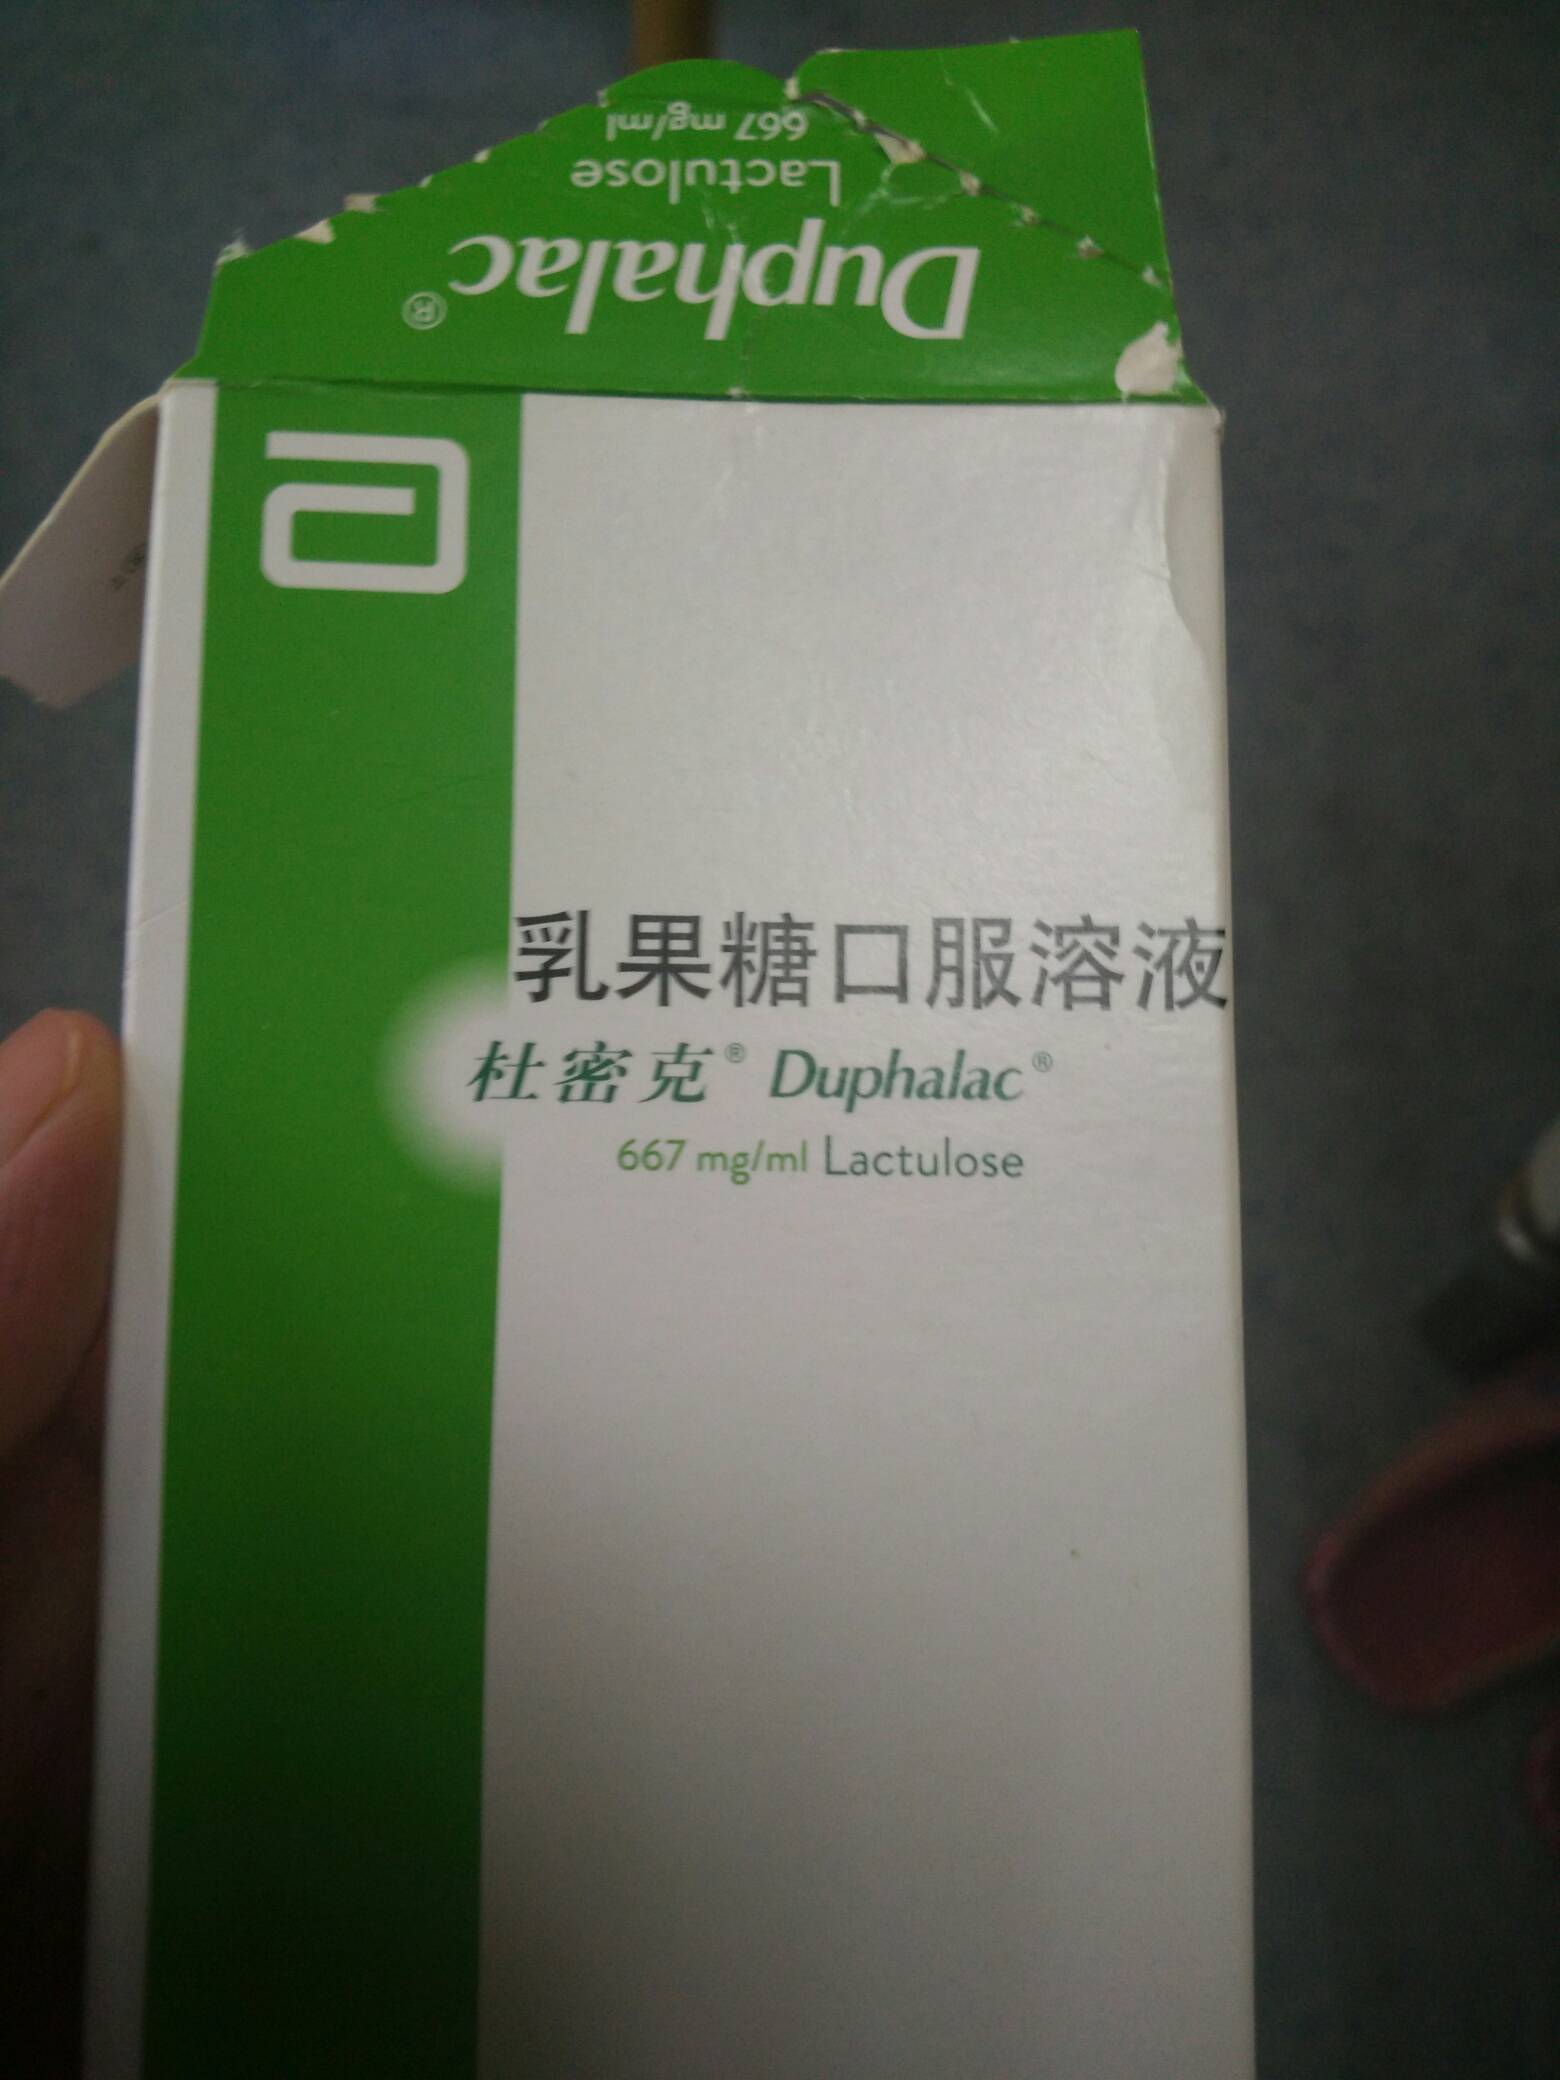 667 mg/ml
Lactulose
Duphalac®
乳果糖口服溶液
杜密克® Duphalac®
667 mg/ml Lactulose